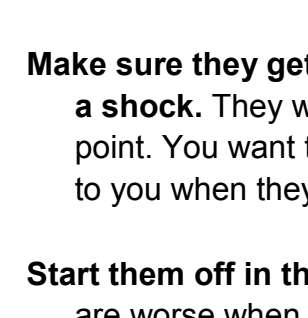 Make sure they get
a shock. They w
point. You want t
to you when they
Start them off in th
are worse when